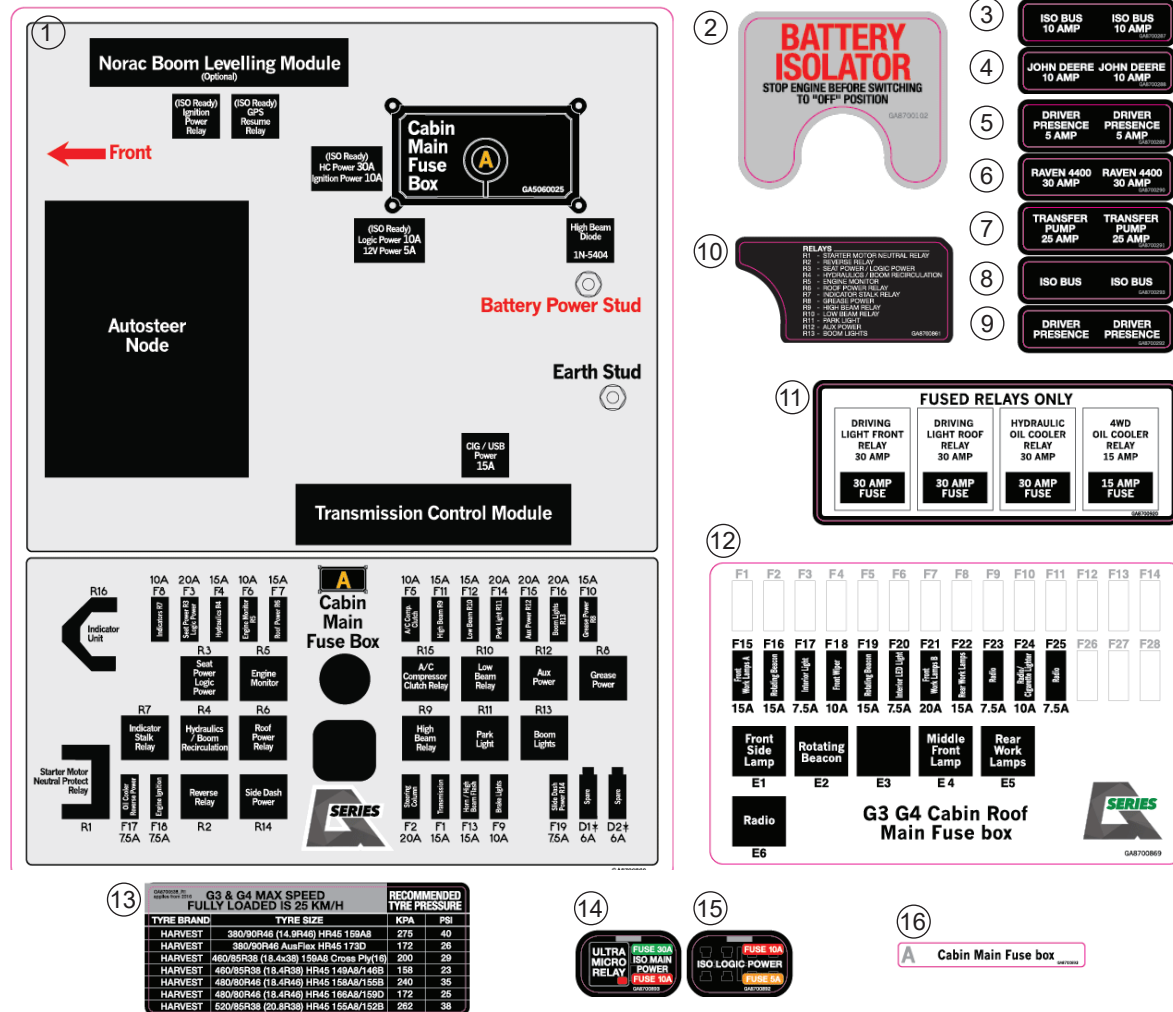 1
Norac Boom Levelling Module
(Optional)
(ISO Ready)
Ignition
Power
Relay
(ISO Ready)
GPS
Resume
Relay
Front
(ISO Ready)
HC Power 30A
Ignition Power 10A
Cabin
Main
Fuse
Box
A
GA5060025
(ISO Ready)
Logic Power 10A
12V Power 5A
High Beam
Diode
1N-5404
Battery Power Stud
Autosteer
Node
Earth Stud
CIG / USB
Power
15A
Transmission Control Module
R16
Indicator
Unit
10A 20A 15A 10A 15A
F8 F3 F4 F6 F7
Indicators R7
Seat Power R3
Logic Power
Hydraulics R4
Engine Monitor
R5
Roof Power R6
A
Cabin
Main
Fuse Box
10A 15A 15A 20A 20A 20A 15A
F5 F11 F12 F14 F15 F16 F10
A/C Comp.
Clutch
High Beam R9
Low Beam R10
Park Light R11
Aux Power R12
Boom Lights
R13
Grease Power
R8
R3
Seat
Power
Logic
Power
R5
Engine
Monitor
R15
A/C
Compressor
Clutch Relay
R10
Low
Beam
Relay
R12
Aux
Power
R8
Grease
Power
R7
Indicator
Stalk
Relay
R4
Hydraulics
/ Boom
Recirculation
R6
Roof
Power
Relay
R9
High
Beam
Relay
R11
Park
Light
R13
Boom
Lights
Starter Motor
Neutral Protect
Relay
R1
Oil Cooler
Reverse Power
F17
7.5A
Engine Ignition
F18
7.5A
Reverse
Relay
R2
Side Dash
Power
R14
SERIES
Steering
Column
F2
20A
Transmission
F1
15A
Horn / High
Beam Flash
F13
15A
Brake Lights
F9
10A
Slide Dash
Power R14
F19
7.5A
Spare
D1*
6A
Spare
D2*
6A
2
BATTERY
ISOLATOR
STOP ENGINE BEFORE SWITCHING
TO "OFF" POSITION
GA8700102
3
ISO BUS
10 AMP
ISO BUS
10 AMP
GA8700287
4
JOHN DEERE
10 AMP
JOHN DEERE
10 AMP
5
DRIVER
PRESENCE
5 AMP
DRIVER
PRESENCE
5 AMP
6
RAVEN 4400
30 AMP
RAVEN 4400
30 AMP
7
TRANSFER
PUMP
25 AMP
TRANSFER
PUMP
25 AMP
GA8700291
8
ISO BUS
ISO BUS
9
DRIVER
PRESENCE
DRIVER
PRESENCE
10
RELAYS
R1 - STARTER MOTOR NEUTRAL RELAY
R2 - REVERSE RELAY
R3 - SEAT POWER / LOGIC POWER
R4 - HYDRAULICS / BOOM RECIRCULATION
R5 - ENGINE MONITOR
R6 - ROOF POWER RELAY
R7 - INDICATOR STALK RELAY
R8 - GREASE POWER
R9 - HIGH BEAM RELAY
R10 - LOW BEAM RELAY
R11 - PARK LIGHT
R12 - AUX POWER
R13 - BOOM LIGHTS
GA8700861
11
FUSED RELAYS ONLY
DRIVING
LIGHT FRONT
RELAY
30 AMP
30 AMP
FUSE
DRIVING
LIGHT ROOF
RELAY
30 AMP
30 AMP
FUSE
HYDRAULIC
OIL COOLER
RELAY
30 AMP
30 AMP
FUSE
4WD
OIL COOLER
RELAY
15 AMP
15 AMP
FUSE
GA8700920
12
F1 F2 F3 F4 F5 F6 F7 F8 F9 F10 F11 F12 F13 F14
F15 F16 F17 F18 F19 F20 F21 F22 F23 F24 F25 F26 F27 F28
Front
Work Lamps A
Rotating Beacon
Interior Light
Front Wiper
Rotating Beacon
Interior LED Light
Front
Work Lamps B
Rear Work Lamps
Radio
Radio/
Cigarette Lighter
Radio
15A 15A 7.5A 10A 15A 7.5A 20A 15A 7.5A 10A 7.5A
Front
Side
Lamp
E1
Rotating
Beacon
E2
E3
Middle
Front
Lamp
E4
Rear
Work
Lamps
E5
Radio
E6
G3 G4 Cabin Roof
Main Fuse box
SERIES
GA8700869
13
G3 & G4 MAX SPEED
FULLY LOADED IS 25 KM/H
RECOMMENDED
TYRE PRESSURE
TYRE BRAND TYRE SIZE KPA PSI
HARVEST 380/90R46 (14.9R46) HR45 159A8 275 40
HARVEST 380/90R46 AusFlex HR45 173D 172 26
HARVEST 460/85R38 (18.4x38) 159A8 Cross Ply(16) 200 29
HARVEST 460/85R38 (18.4R38) HR45 149A8/146B 158 23
HARVEST 480/80R46 (18.4R46) HR45 158A8/155B 240 35
HARVEST 480/80R46 (18.4R46) HR45 166A8/159D 172 25
HARVEST 520/85R38 (20.8R38) HR45 155A8/152B 262 38
14
ULTRA
MICRO
RELAY
FUSE 30A
ISO MAIN
POWER
FUSE 10A
GA8700893
15
FUSE 10A
ISO LOGIC POWER
FUSE 5A
GA8700892
16
A Cabin Main Fuse box